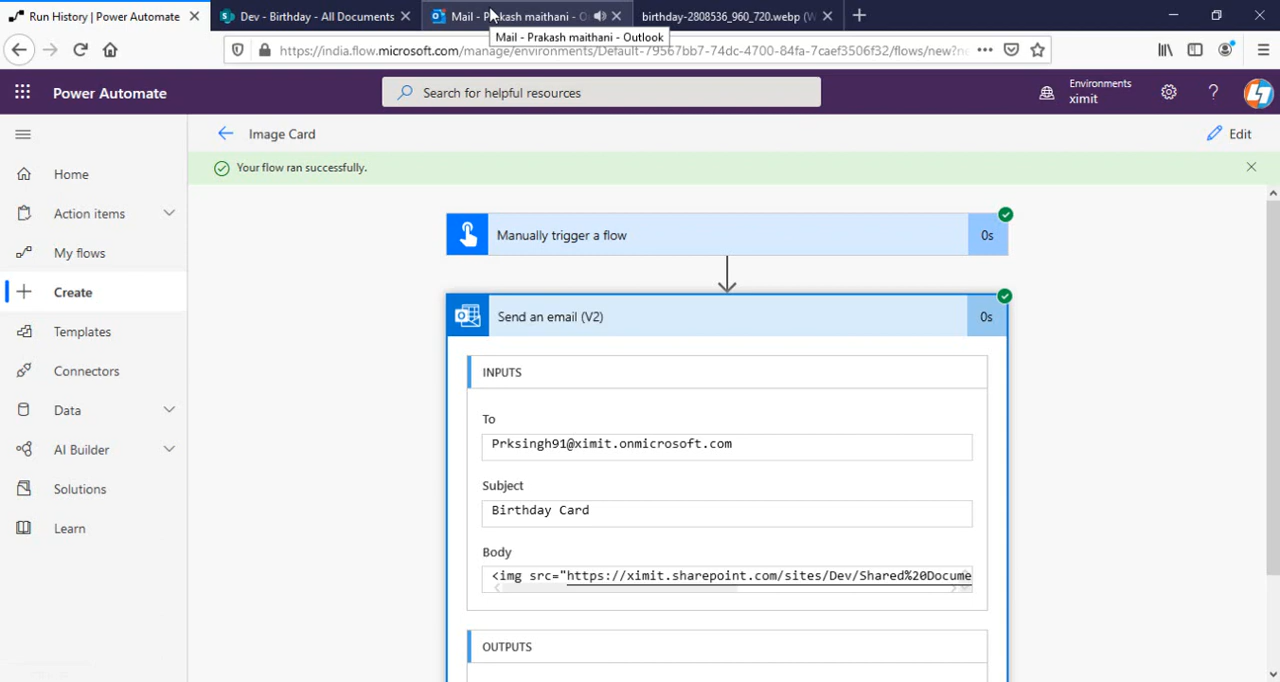 Run History | Power Automate
Dev - Birthday - All Documents
Mail - Prakash maithani - O
birthday-2808536_960_720.webp (W
Mail - Prakash maithani - Outlook
https://india.flow.microsoft.com/manage/environments/Default-79567bb7-74dc-4700-84fa-7caef3506f32/flows/new?ne
Power Automate
Search for helpful resources
Environments
ximit
Image Card
Edit
Your flow ran successfully.
Home
Action items
My flows
Create
Templates
Connectors
Data
AI Builder
Solutions
Learn
Manually trigger a flow
0s
Send an email (V2)
0s
INPUTS
To
Prksingh91@ximit.onmicrosoft.com
Subject
Birthday Card
Body
<img src="https://ximit.sharepoint.com/sites/Dev/Shared%20Docume
OUTPUTS